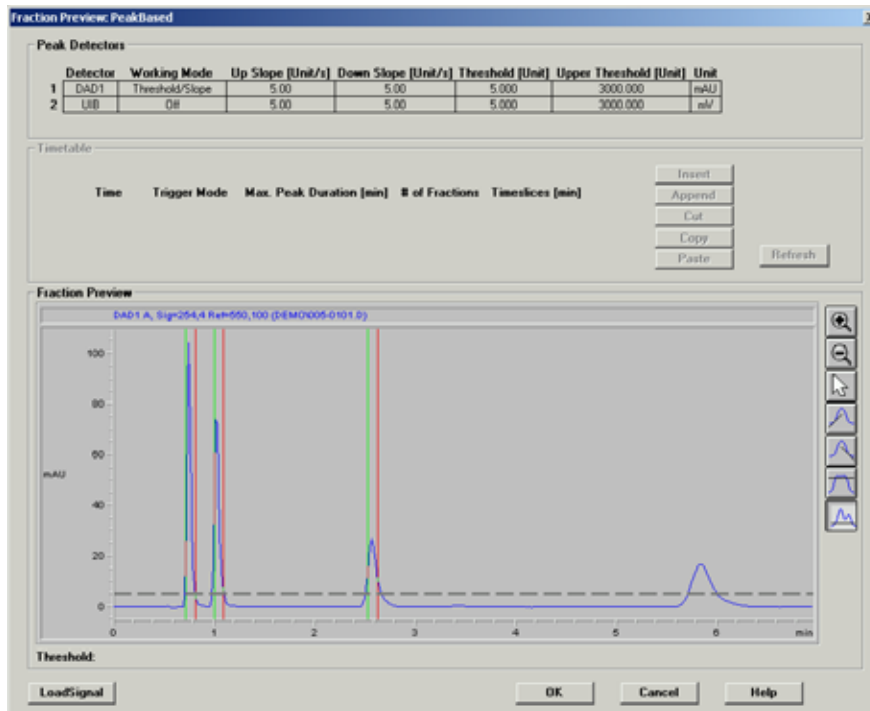 Fraction Preview: PeakBased
Peak Detectors
Detector Working Mode Up Slope [Unit/s] Down Slope [Unit/s] Threshold [Unit] Upper Threshold [Unit] Unit
1 DAD1 Threshold/Slope 5.00 5.00 5.000 3000.000 mAU
2 UIB Off 5.00 5.00 5.000 3000.000 mV
Timetable
Time Trigger Mode Max. Peak Duration [min] # of Fractions Timeslices [min]
Insert
Append
Cut
Copy
Paste
Refresh
Fraction Preview
DAD1 A, Sig=254,4 Ref=550,100 (DEMO\005-0101.D)
100
80
60
mAU
40
20
0
0 1 2 3 4 5 6 min
Threshold:
LoadSignal OK Cancel Help